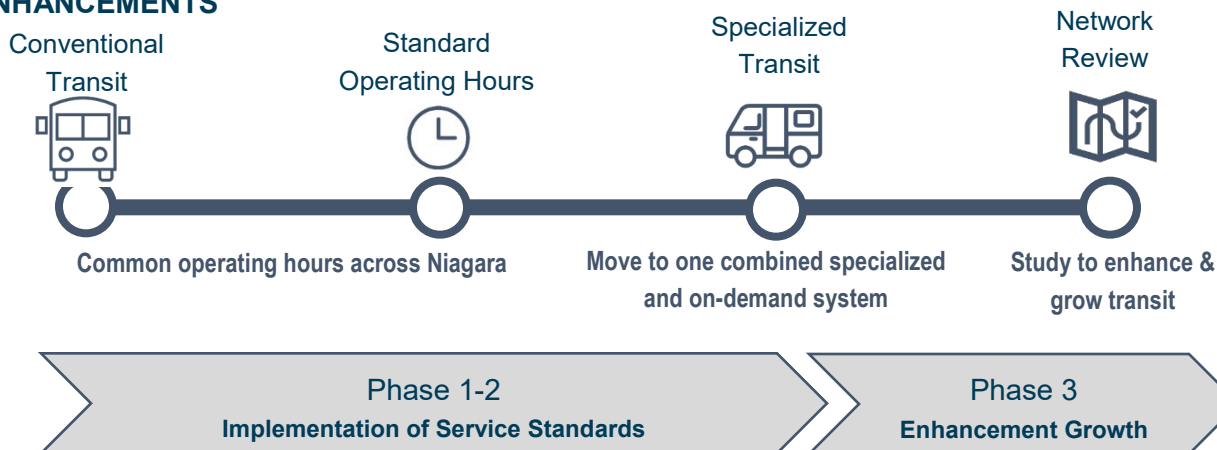 ENHANCEMENTS
Conventional
Transit
Standard
Operating Hours
Specialized
Transit
Network
Review
Common operating hours across Niagara
Move to one combined specialized
and on-demand system
Study to enhance &
grow transit
Phase 1-2
Implementation of Service Standards
Phase 3
Enhancement Growth